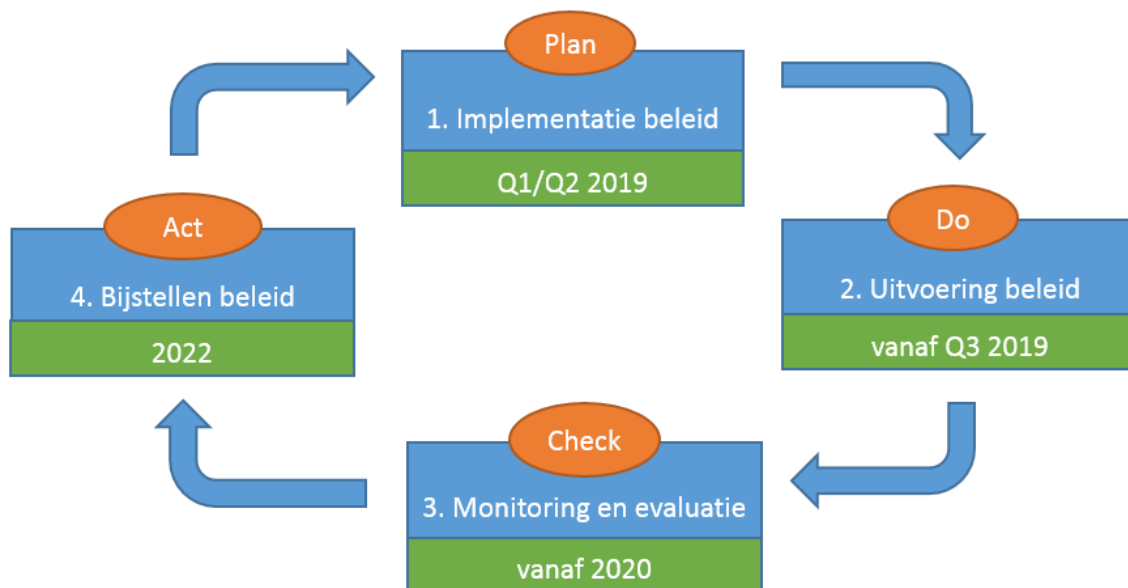 Plan
1. Implementatie beleid
Q1/Q2 2019
Do
2. Uitvoering beleid
vanaf Q3 2019
Check
3. Monitoring en evaluatie
vanaf 2020
Act
4. Bijstellen beleid
2022